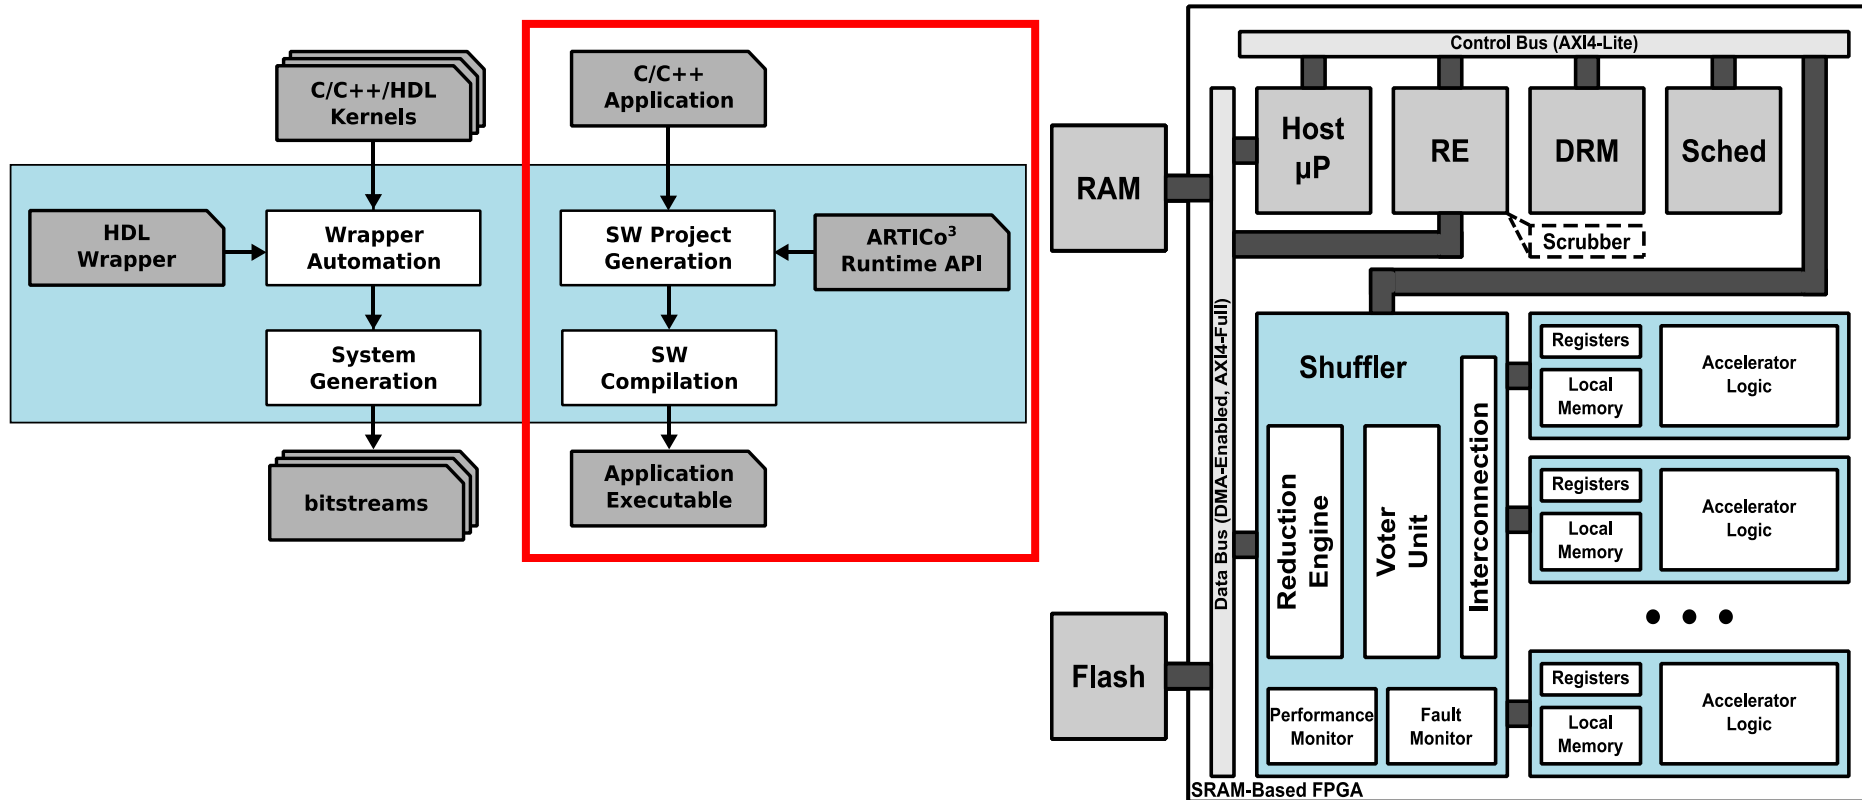 C/C++/HDL
Kernels
HDL
Wrapper
Wrapper
Automation
System
Generation
bitstreams
C/C++
Application
SW Project
Generation
ARTICo³
Runtime API
SW
Compilation
Application
Executable
RAM
Flash
Control Bus (AXI4-Lite)
Data Bus (DMA-Enabled, AXI4-Full)
Host
µP
RE
DRM
Sched
Scrubber
Shuffler
Reduction
Engine
Voter
Unit
Interconnection
Performance
Monitor
Fault
Monitor
Registers
Local
Memory
Accelerator
Logic
Registers
Local
Memory
Accelerator
Logic
• • •
Registers
Local
Memory
Accelerator
Logic
SRAM-Based FPGA